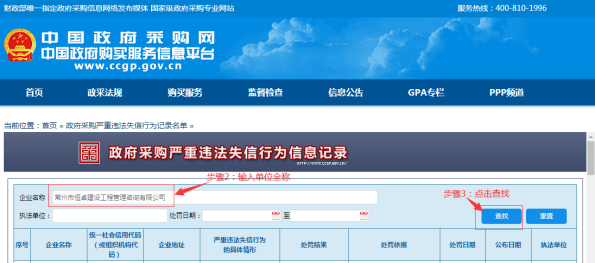 财政部唯一指定政府采购信息网络发布媒体 国家级政府采购专业网站
服务热线：400-810-1996
中国政府采购网
中国政府购买服务信息平台
www.ccgp.gov.cn
首页 政采法规 购买服务 监督检查 信息公告 GPA专栏 PPP频道
当前位置：首页 » 政府采购严重违法失信行为记录名单 »
政府采购严重违法失信行为信息记录
步骤2：输入单位全称
企业名称： 常州市恒卓建设工程管理咨询有限公司
步骤3：点击查找
执法单位： 处罚日期： 至 查找 重置
序号 企业名称 统一社会信用代码（或组织机构代码） 企业地址 严重违法失信行为的具体情形 处罚结果 处罚依据 处罚日期 公布日期 执法单位